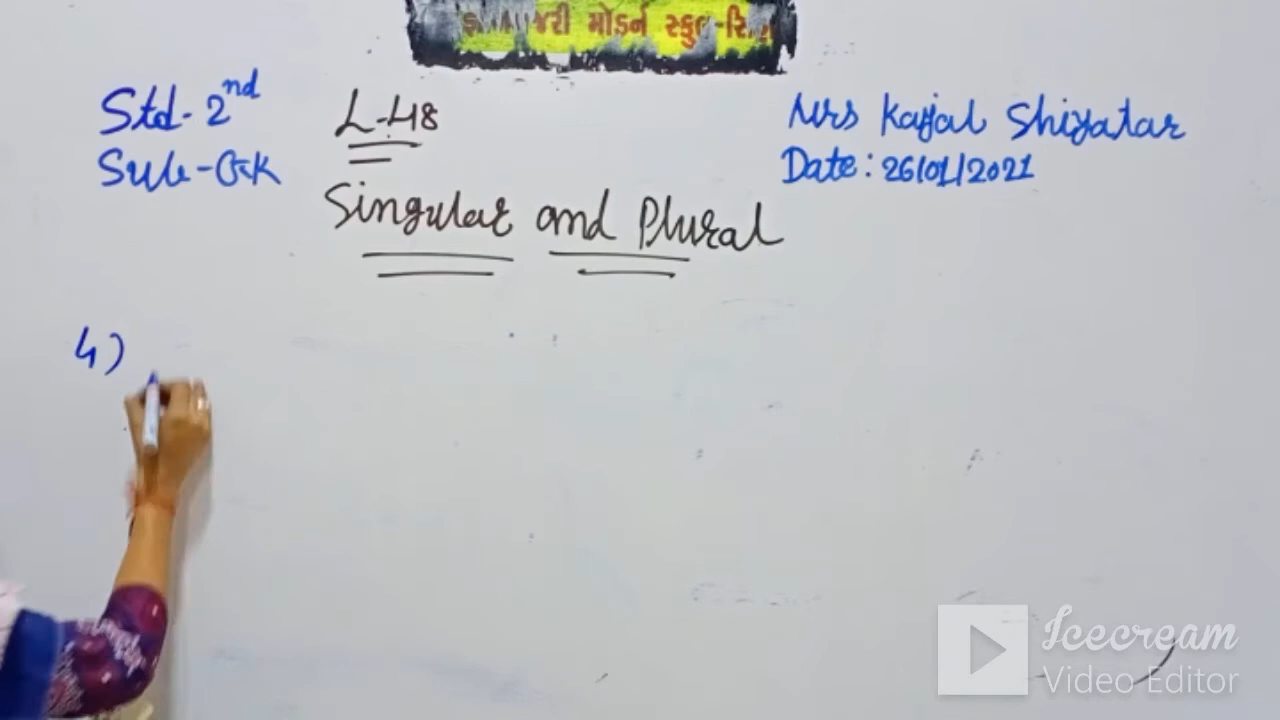 મોડર્ન સ્કુલ
Std-2nd
Sub-GK
L-48
Singular and Plural
Mrs Kajal Shiyatar
Date: 26/01/2021
4)
Icecream
Video Editor